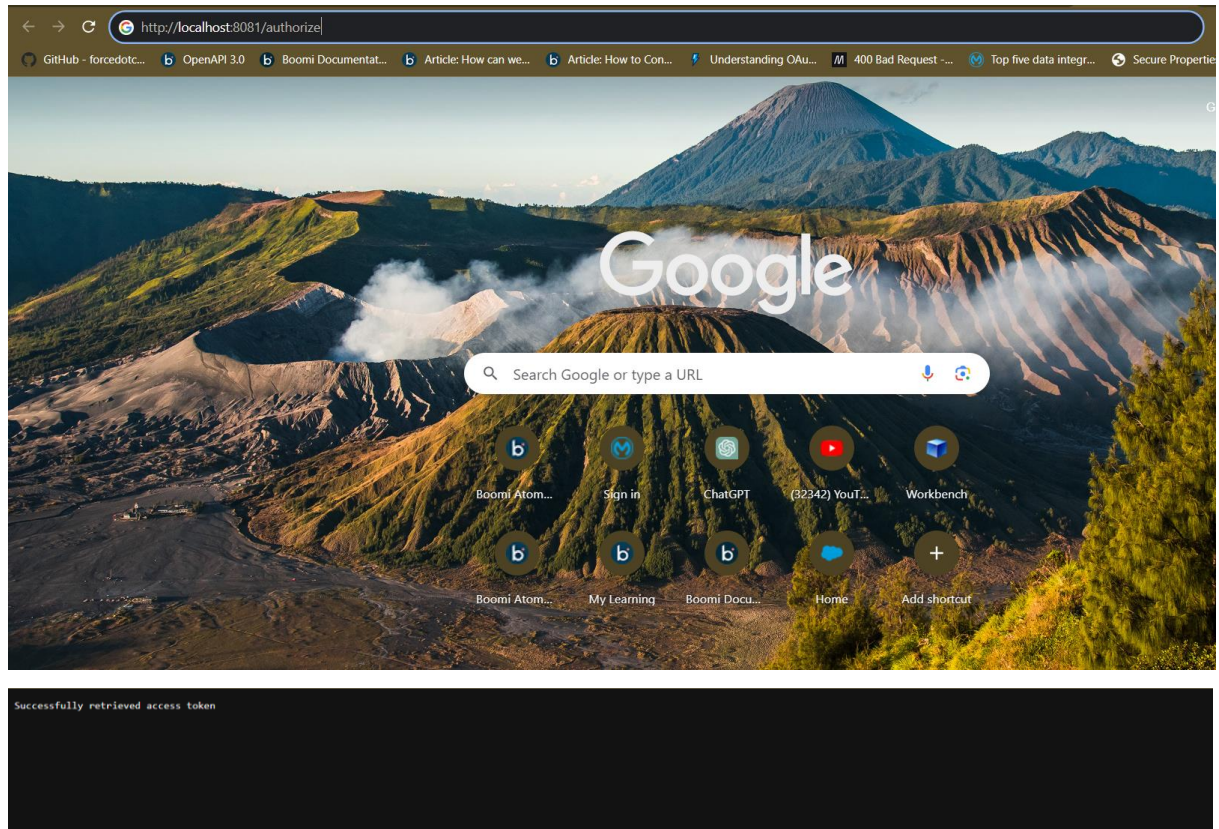 http://localhost:8081/authorize
GitHub - forcedotc... OpenAPI 3.0 Boomi Documentat... Article: How can we... Article: How to Con... Understanding OAu... 400 Bad Request -... Top five data integr... Secure Propertie
G
Google
Search Google or type a URL
Boomi Atom... Sign in ChatGPT (32342) YouT... Workbench
Boomi Atom... My Learning Boomi Docu... Home Add shortcut
Successfully retrieved access token